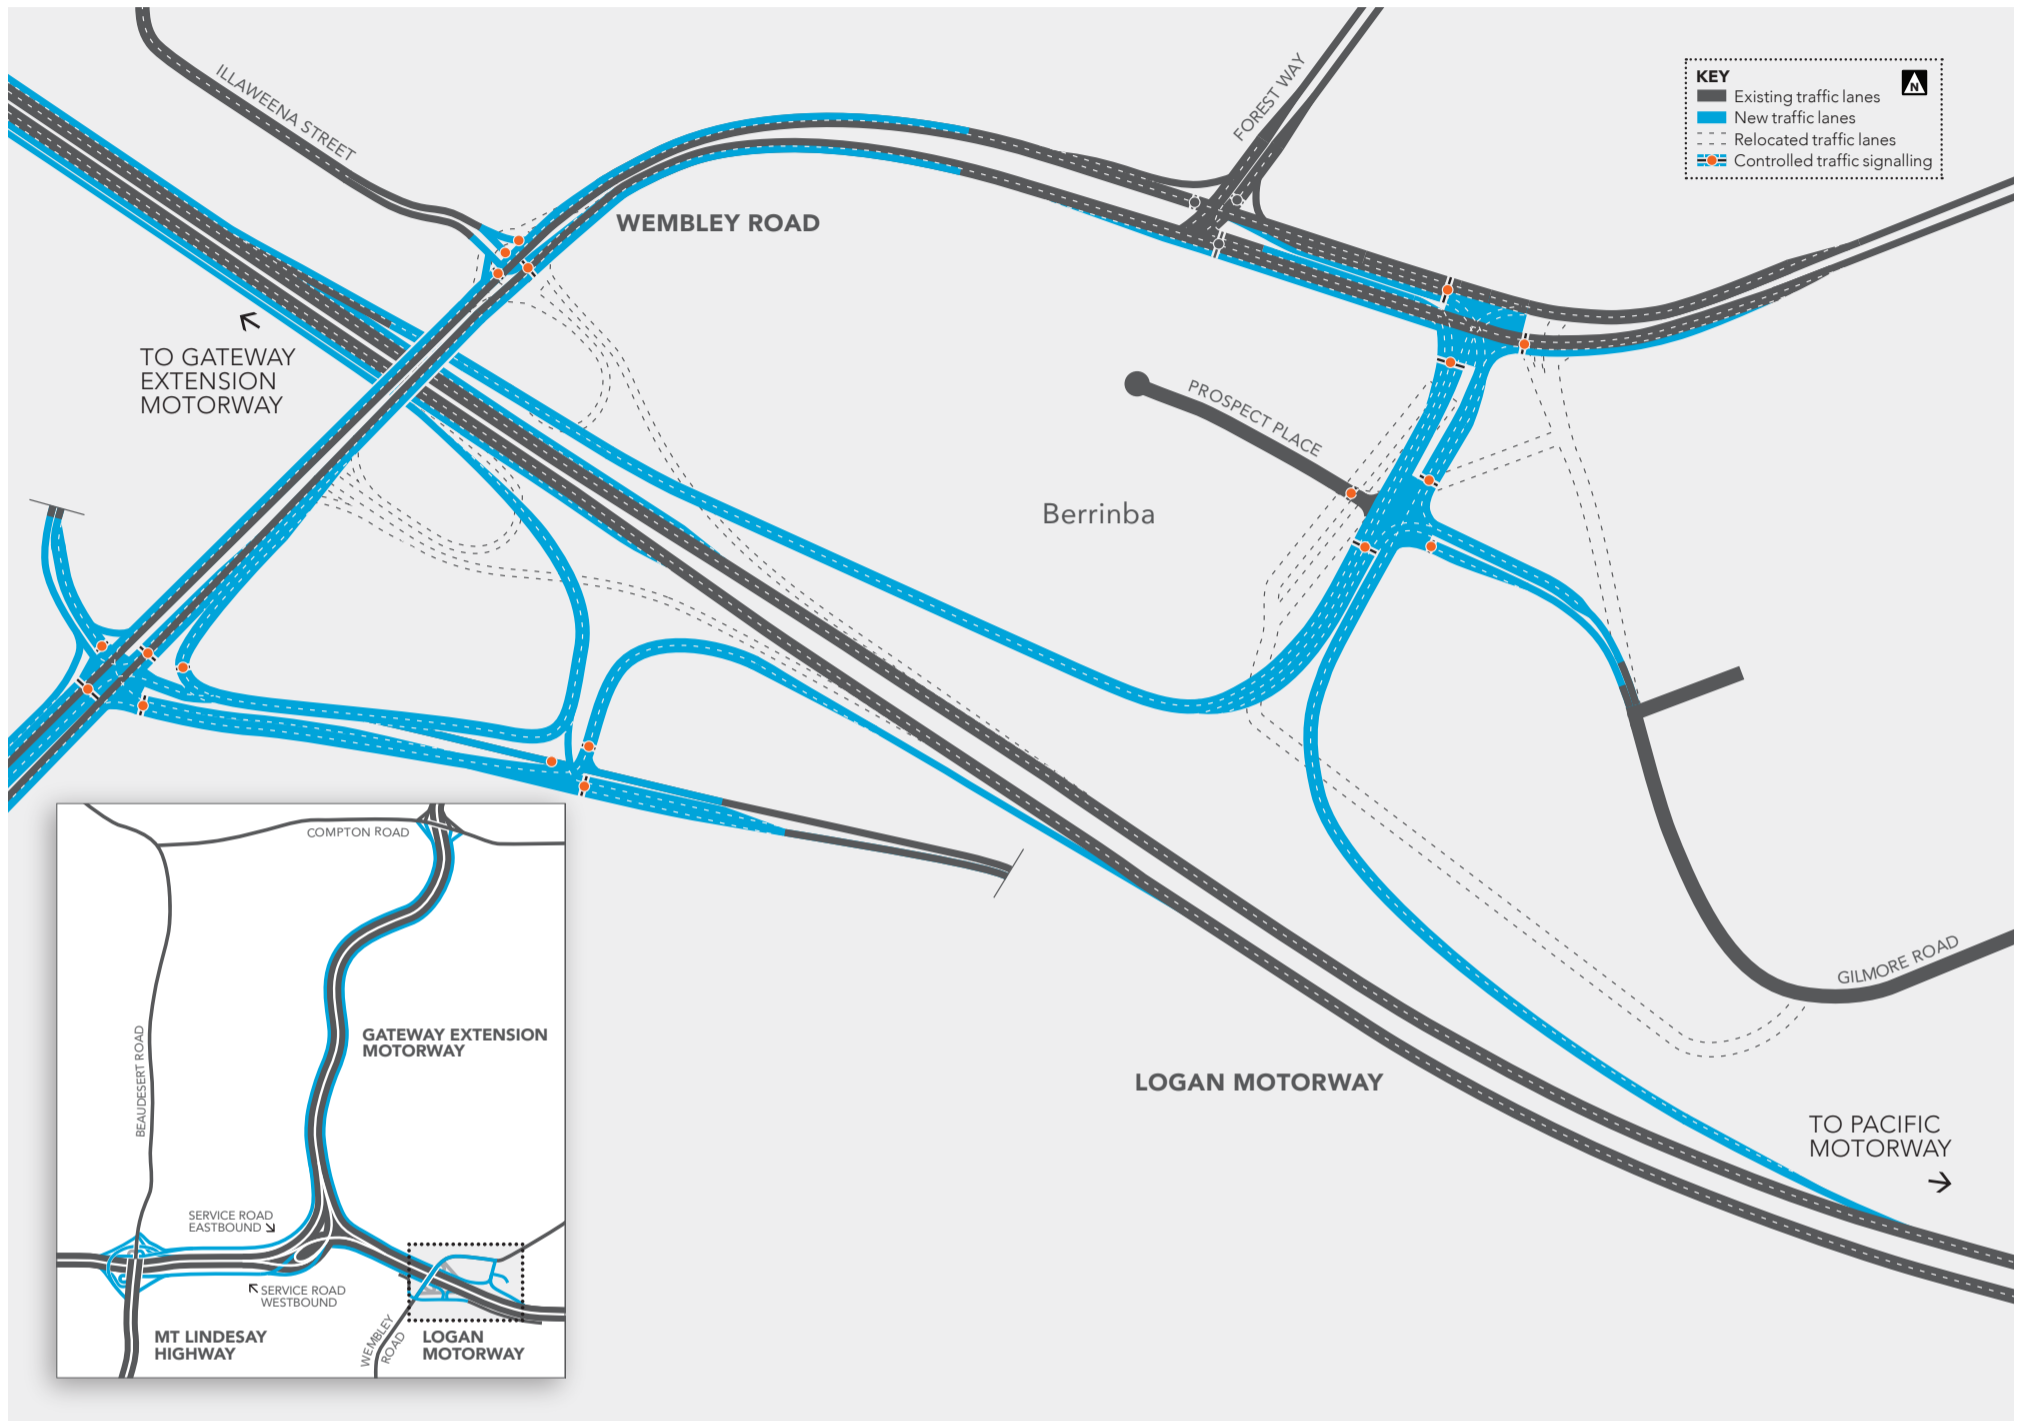 ILLAWEENA STREET
FOREST WAY
KEY
N
Existing traffic lanes
New traffic lanes
Relocated traffic lanes
Controlled traffic signalling
WEMBLEY ROAD
TO GATEWAY
EXTENSION
MOTORWAY
PROSPECT PLACE
Berrinba
GILMORE ROAD
LOGAN MOTORWAY
TO PACIFIC
MOTORWAY
COMPTON ROAD
BEAUDESERT ROAD
GATEWAY EXTENSION
MOTORWAY
SERVICE ROAD
EASTBOUND
SERVICE ROAD
WESTBOUND
MT LINDESAY
HIGHWAY
WEMBLEY
ROAD
LOGAN
MOTORWAY